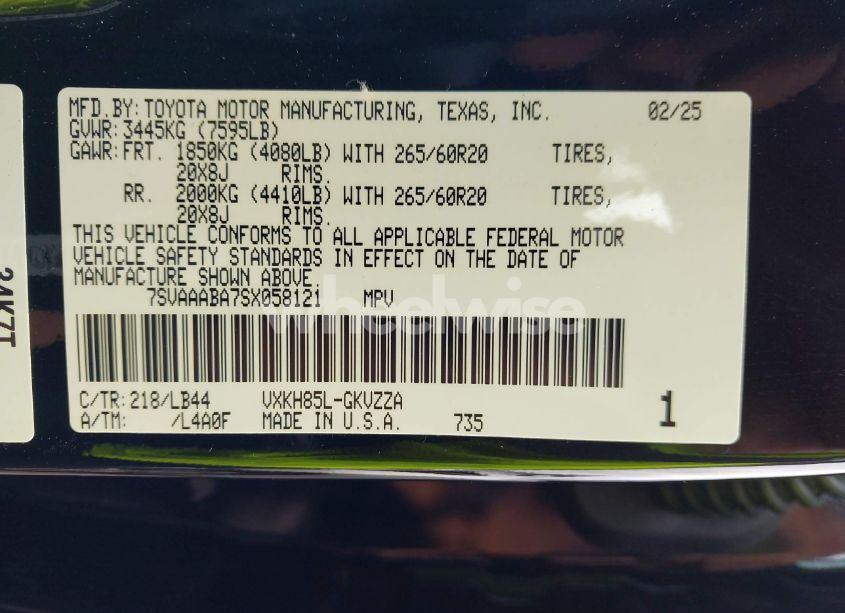 MFD.BY:TOYOTA MOTOR MANUFACTURING, TEXAS, INC. 02/25
GVWR:3445KG (7595LB)
GAWR:FRT. 1850KG (4080LB) WITH 265/60R20 TIRES,
20X8J RIMS.
RR. 2000KG (4410LB) WITH 265/60R20 TIRES,
20X8J RIMS.
THIS VEHICLE CONFORMS TO ALL APPLICABLE FEDERAL MOTOR
VEHICLE SAFETY STANDARDS IN EFFECT ON THE DATE OF
MANUFACTURE SHOWN ABOVE.
7SVAAABA7SX058121 MPV
wheelwise
C/TR:218/LB44 VXKH85L-GKVZZA
A/TM: /L4A0F MADE IN U.S.A. 735 1
34K7T